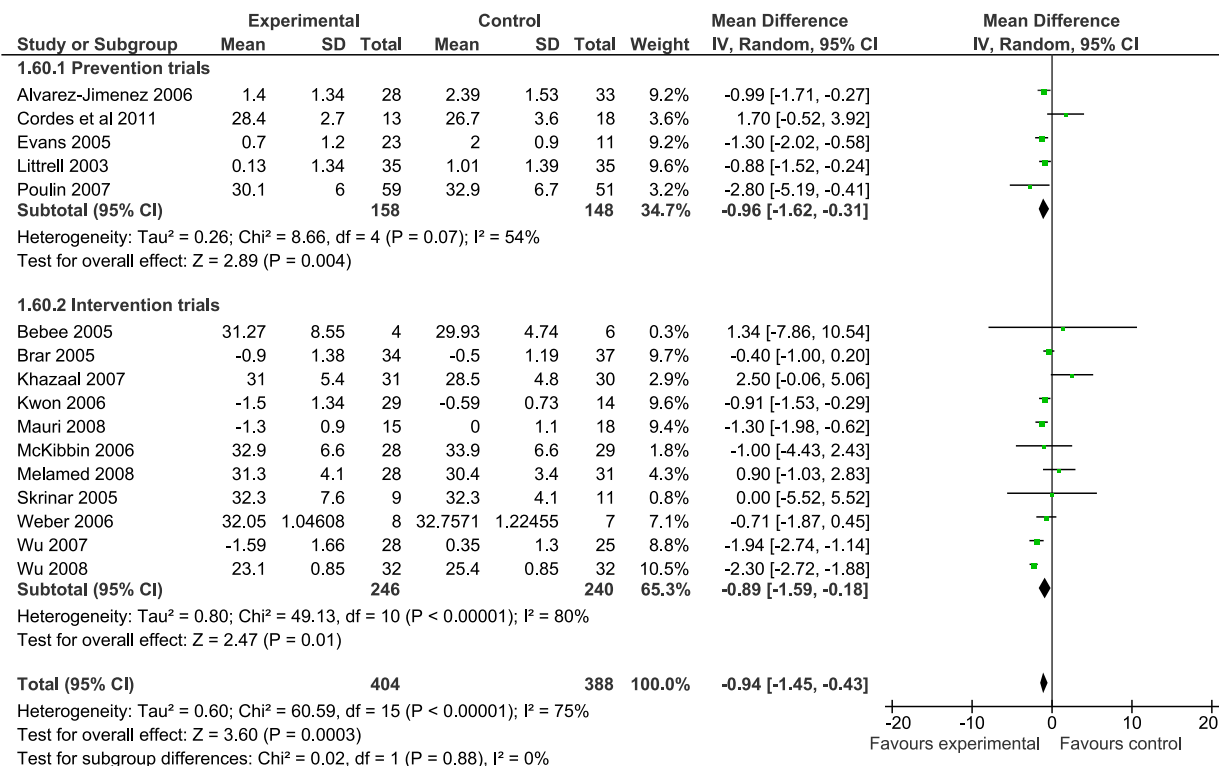 Experimental Control Mean Difference Mean Difference
Study or Subgroup Mean SD Total Mean SD Total Weight IV, Random, 95% CI IV, Random, 95% CI
1.60.1 Prevention trials
Alvarez-Jimenez 2006 1.4 1.34 28 2.39 1.53 33 9.2% -0.99 [-1.71, -0.27]
Cordes et al 2011 28.4 2.7 13 26.7 3.6 18 3.6% 1.70 [-0.52, 3.92]
Evans 2005 0.7 1.2 23 2 0.9 11 9.2% -1.30 [-2.02, -0.58]
Littrell 2003 0.13 1.34 35 1.01 1.39 35 9.6% -0.88 [-1.52, -0.24]
Poulin 2007 30.1 6 59 32.9 6.7 51 3.2% -2.80 [-5.19, -0.41]
Subtotal (95% CI) 158 148 34.7% -0.96 [-1.62, -0.31]
Heterogeneity: Tau² = 0.26; Chi² = 8.66, df = 4 (P = 0.07); I² = 54%
Test for overall effect: Z = 2.89 (P = 0.004)
1.60.2 Intervention trials
Bebee 2005 31.27 8.55 4 29.93 4.74 6 0.3% 1.34 [-7.86, 10.54]
Brar 2005 -0.9 1.38 34 -0.5 1.19 37 9.7% -0.40 [-1.00, 0.20]
Khazaal 2007 31 5.4 31 28.5 4.8 30 2.9% 2.50 [-0.06, 5.06]
Kwon 2006 -1.5 1.34 29 -0.59 0.73 14 9.6% -0.91 [-1.53, -0.29]
Mauri 2008 -1.3 0.9 15 0 1.1 18 9.4% -1.30 [-1.98, -0.62]
McKibbin 2006 32.9 6.6 28 33.9 6.6 29 1.8% -1.00 [-4.43, 2.43]
Melamed 2008 31.3 4.1 28 30.4 3.4 31 4.3% 0.90 [-1.03, 2.83]
Skrinar 2005 32.3 7.6 9 32.3 4.1 11 0.8% 0.00 [-5.52, 5.52]
Weber 2006 32.05 1.04608 8 32.7571 1.22455 7 7.1% -0.71 [-1.87, 0.45]
Wu 2007 -1.59 1.66 28 0.35 1.3 25 8.8% -1.94 [-2.74, -1.14]
Wu 2008 23.1 0.85 32 25.4 0.85 32 10.5% -2.30 [-2.72, -1.88]
Subtotal (95% CI) 246 240 65.3% -0.89 [-1.59, -0.18]
Heterogeneity: Tau² = 0.80; Chi² = 49.13, df = 10 (P < 0.00001); I² = 80%
Test for overall effect: Z = 2.47 (P = 0.01)
Total (95% CI) 404 388 100.0% -0.94 [-1.45, -0.43]
Heterogeneity: Tau² = 0.60; Chi² = 60.59, df = 15 (P < 0.00001); I² = 75%
-20 -10 0 10 20
Test for overall effect: Z = 3.60 (P = 0.0003)
Favours experimental Favours control
Test for subgroup differences: Chi² = 0.02, df = 1 (P = 0.88), I² = 0%